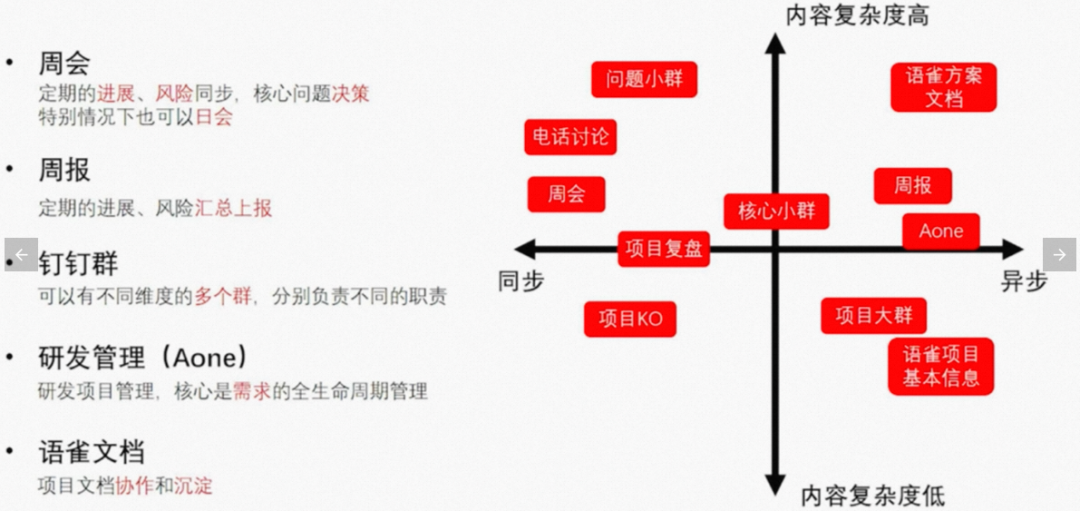 周会
定期的进展、风险同步，核心问题决策
特别情况下也可以日会
周报
定期的进展、风险汇总上报
钉钉群
可以有不同维度的多个群，分别负责不同的职责
研发管理（Aone）
研发项目管理，核心是需求的全生命周期管理
语雀文档
项目文档协作和沉淀
内容复杂度高
问题小群
语雀方案
文档
电话讨论
周会
周报
核心小群
Aone
项目复盘
同步
异步
项目KO
项目大群
语雀项目
基本信息
内容复杂度低